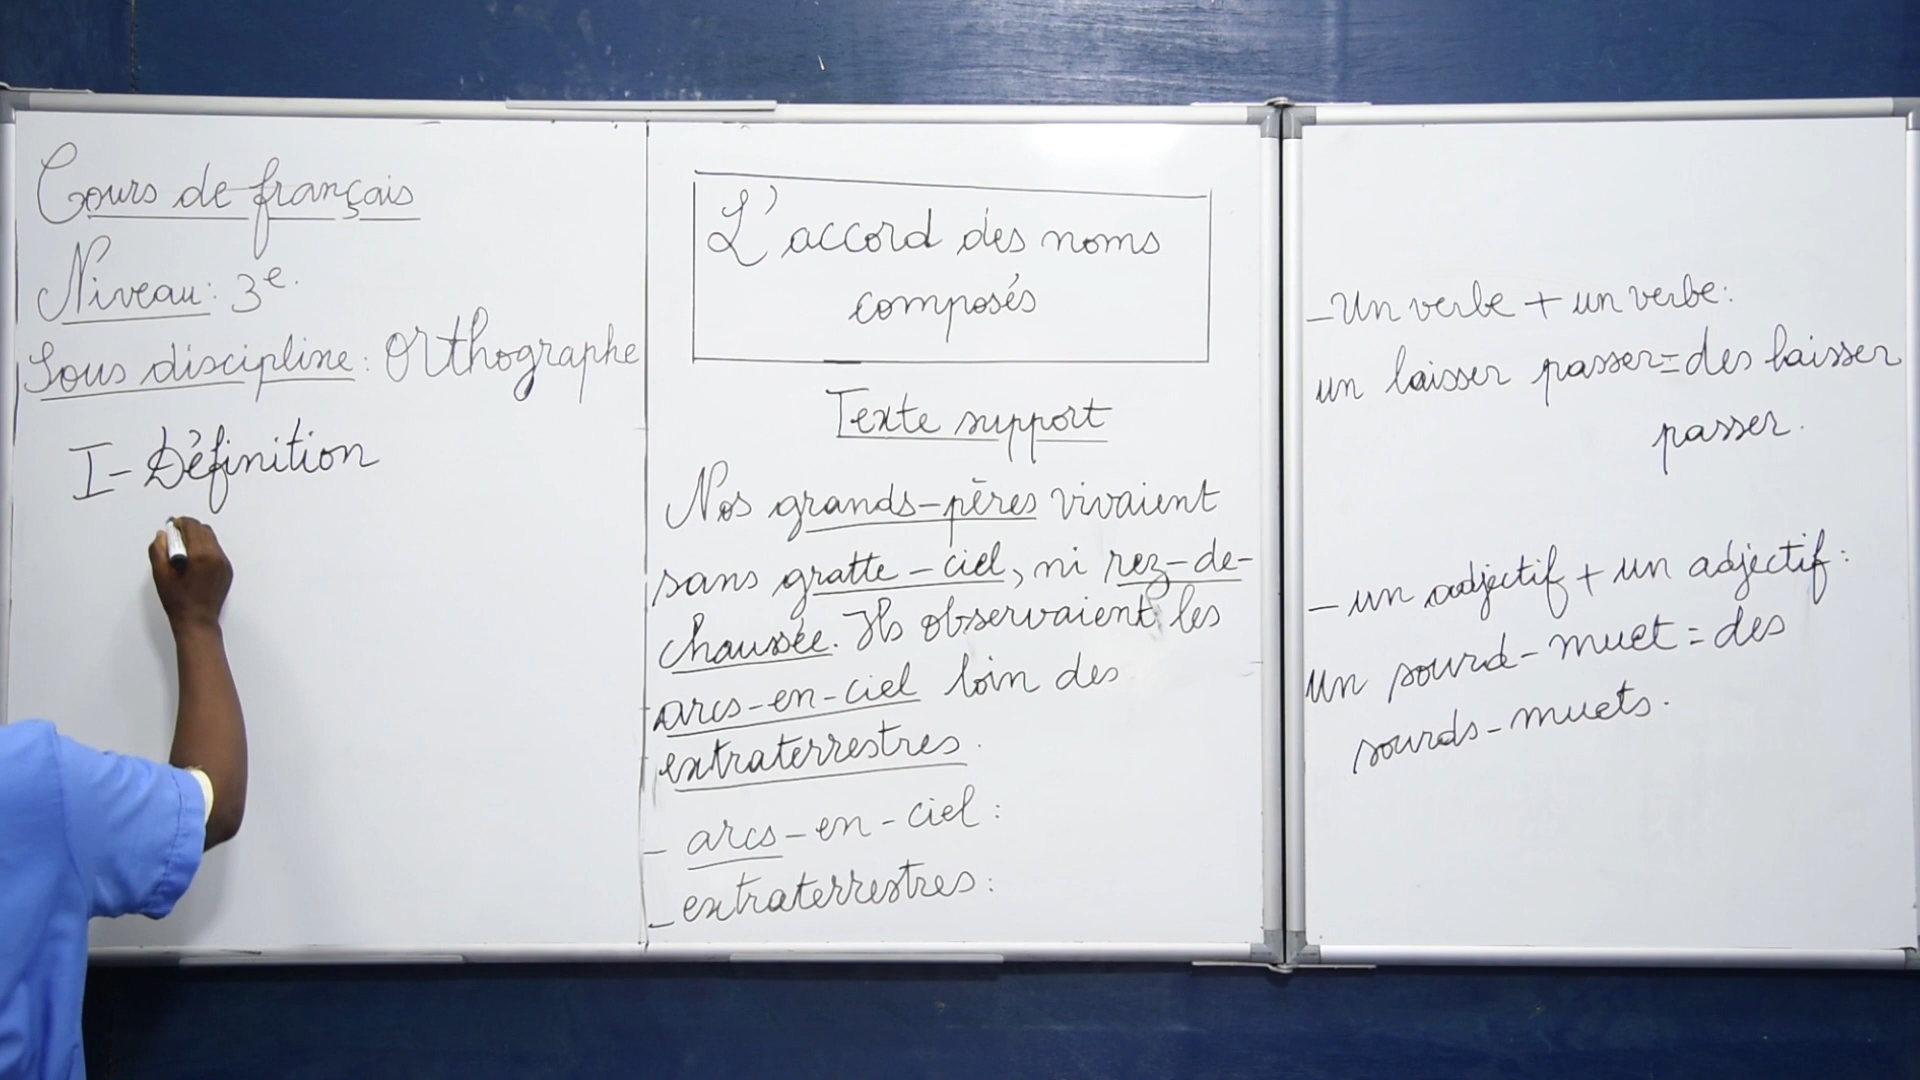 Cours de français
Niveau: 3e.
Sous discipline: Orthographe
I- Définition
L'accord des noms
composés
Texte support
Nos grands-pères vivaient
sans gratte-ciel, ni rez-de-
chaussée. Ils observaient les
arcs-en-ciel loin des
extraterrestres.
- arcs-en-ciel:
- extraterrestres:
- Un verbe + un verbe:
un laisser passer = des laisser
passer.
- un adjectif + un adjectif:
Un sourd-muet = des
sourds-muets.